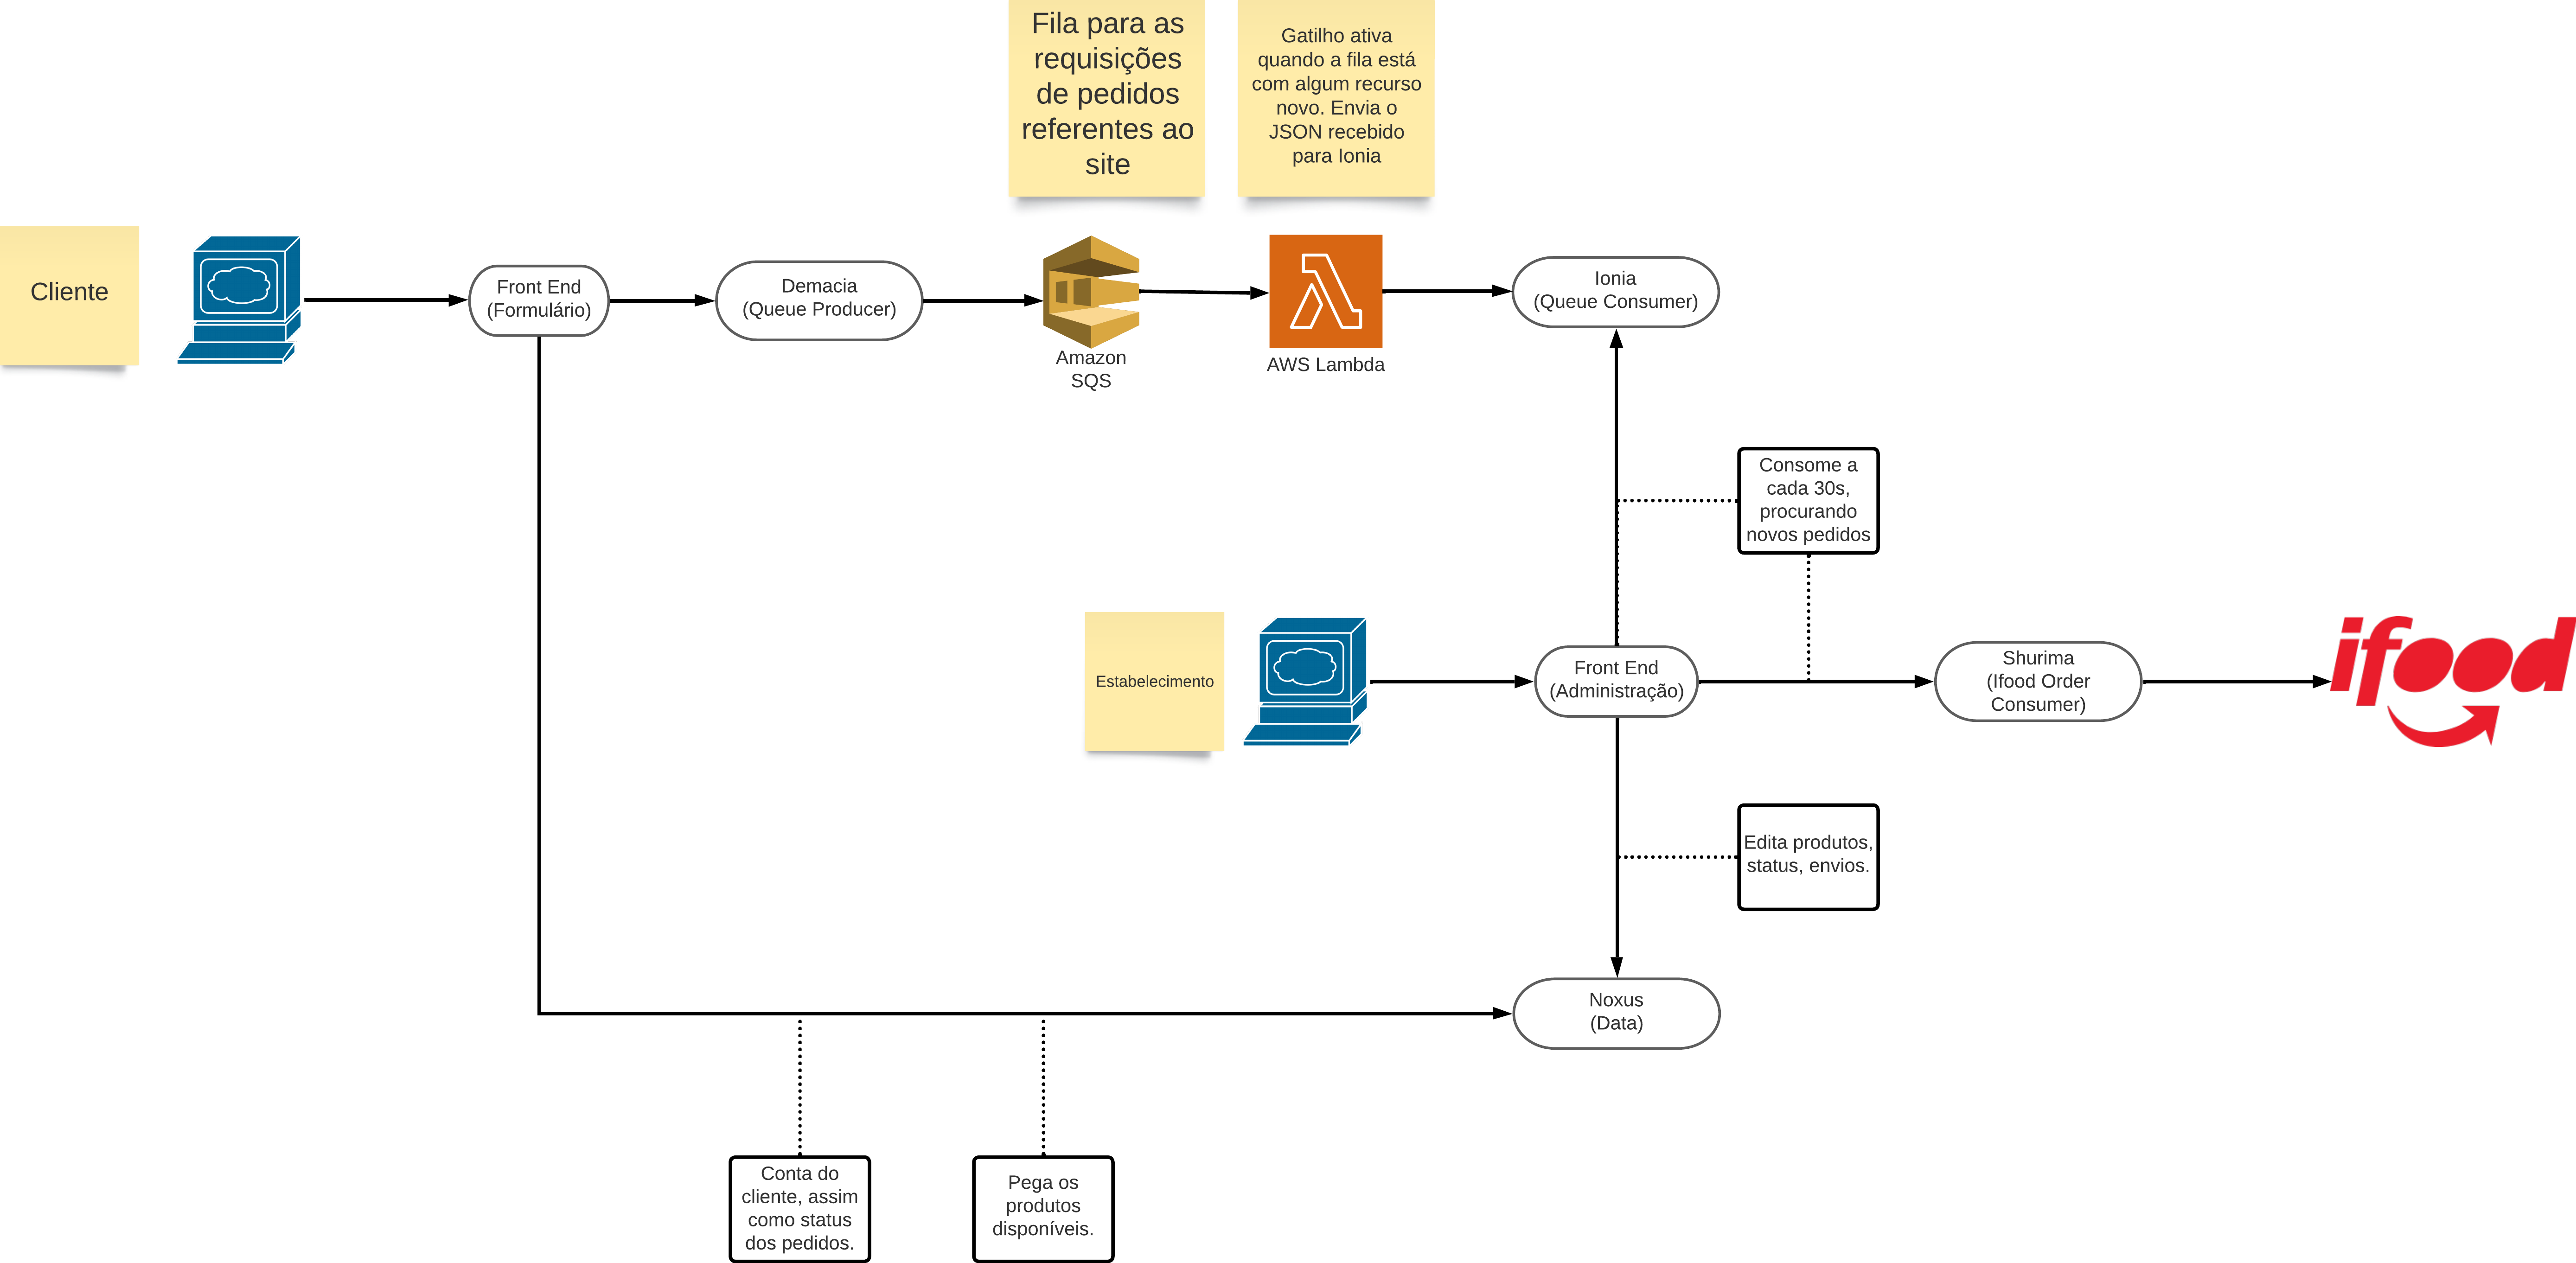 Fila para as
requisições
de pedidos
referentes ao
site
Gatilho ativa
quando a fila está
com algum recurso
novo. Envia o
JSON recebido
para Ionia
Cliente
Front End
(Formulário)
Demacia
(Queue Producer)
Amazon
SQS
AWS Lambda
Ionia
(Queue Consumer)
Consome a
cada 30s,
procurando
novos pedidos
Estabelecimento
Front End
(Administração)
Shurima
(Ifood Order
Consumer)
ifood
Edita produtos,
status, envios.
Noxus
(Data)
Conta do
cliente, assim
como status
dos pedidos.
Pega os
produtos
disponíveis.